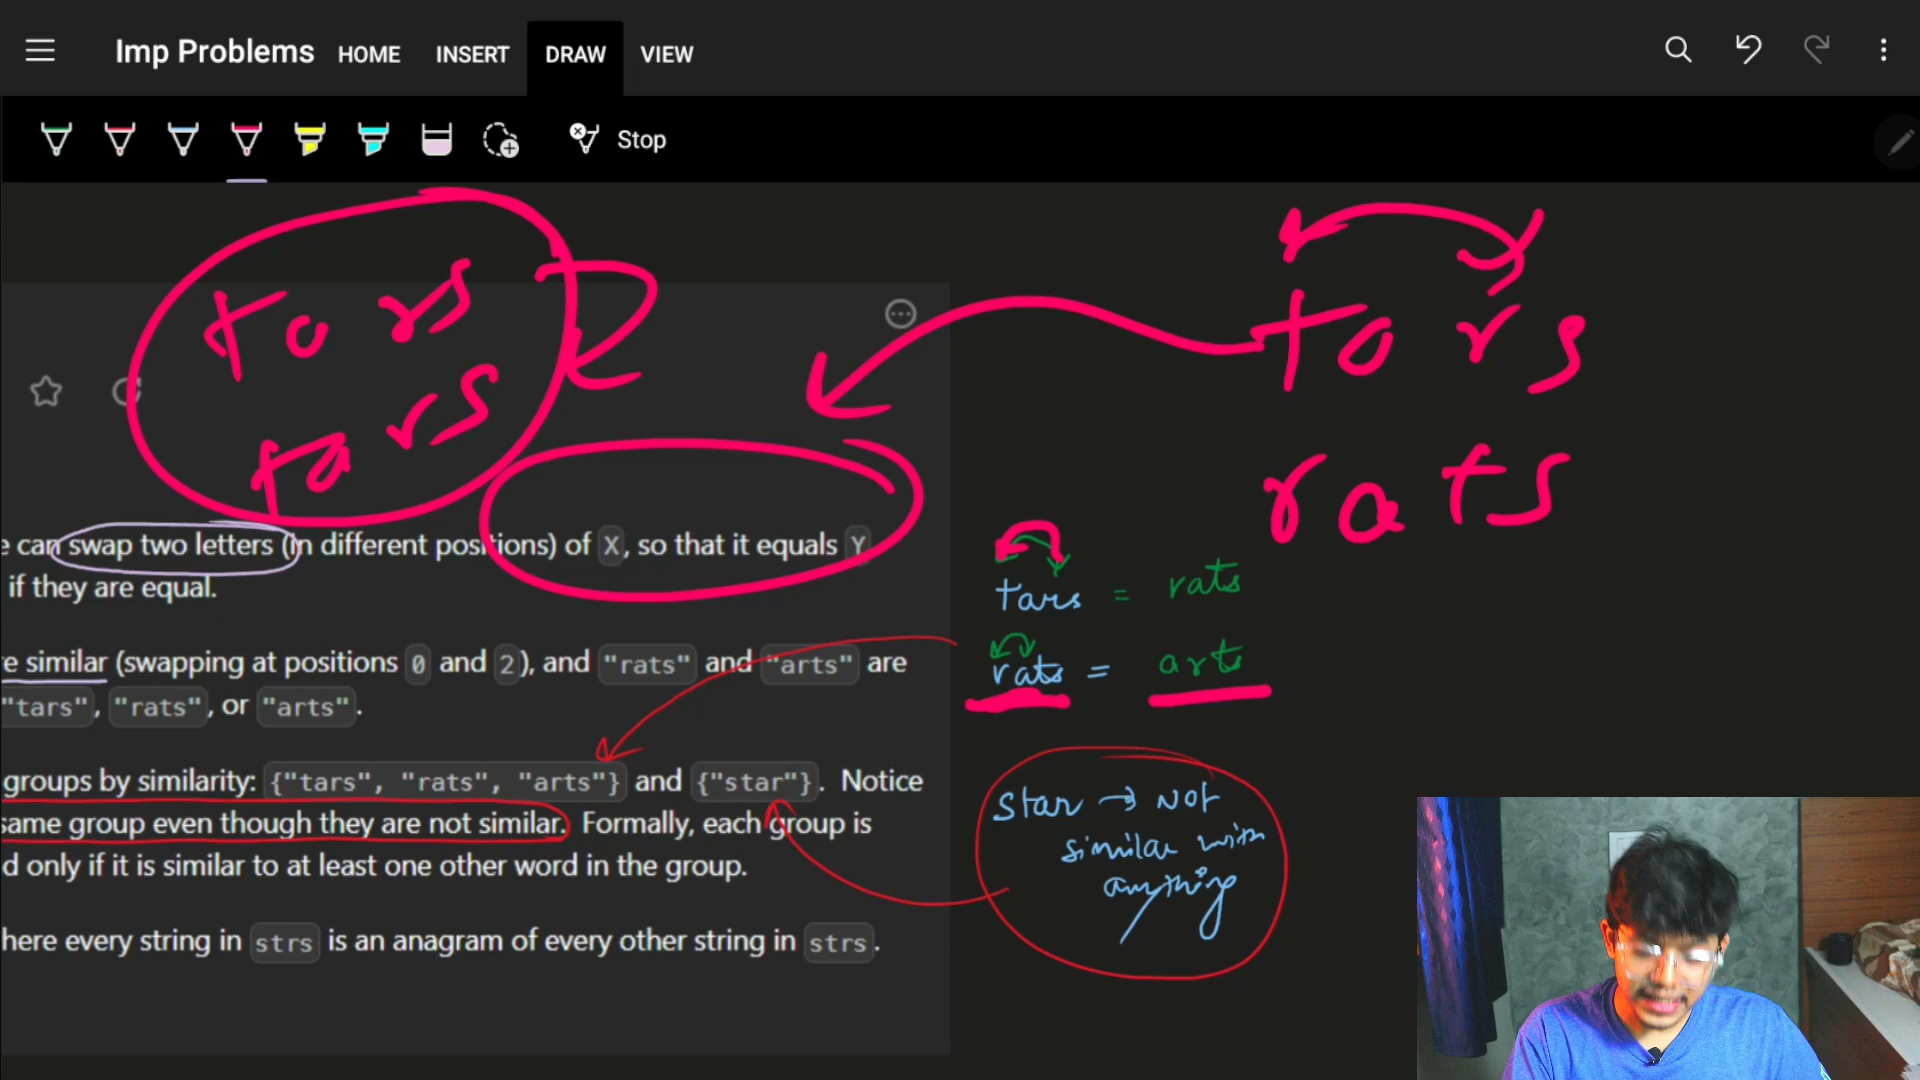 Imp Problems HOME INSERT DRAW VIEW
Stop
tors
tars
tors
rats
e can swap two letters (in different positions) of X, so that it equals Y
if they are equal.
tars = rats
rats = arts
e similar (swapping at positions 0 and 2), and "rats" and "arts" are
"tars", "rats", or "arts".
groups by similarity: {"tars", "rats", "arts"} and {"star"}. Notice
same group even though they are not similar. Formally, each group is
d only if it is similar to at least one other word in the group.
star → NOT
similar with
anything
here every string in strs is an anagram of every other string in strs.